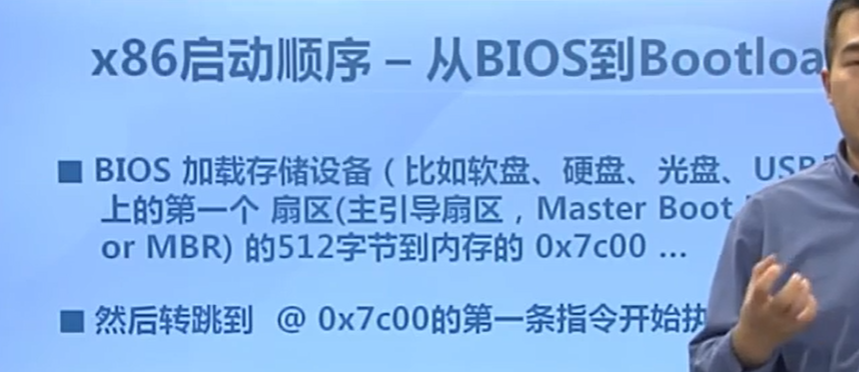 x86启动顺序 – 从BIOS到Bootloa
■ BIOS 加载存储设备（比如软盘、硬盘、光盘、USB
上的第一个 扇区(主引导扇区，Master Boot
or MBR) 的512字节到内存的 0x7c00 ...
■ 然后转跳到 @ 0x7c00的第一条指令开始执